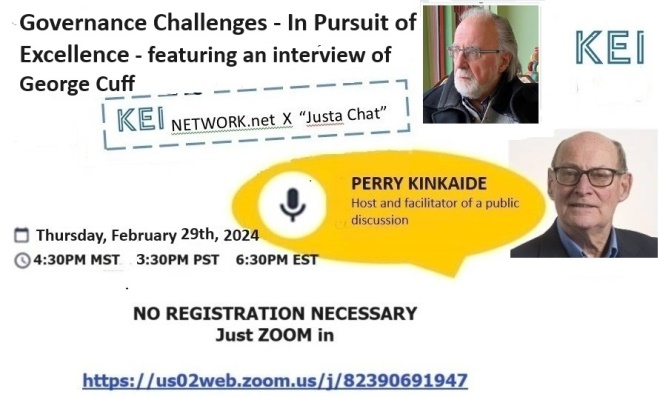 Governance Challenges - In Pursuit of
Excellence - featuring an interview of
George Cuff
KEI
KEI NETWORK.net X "Justa Chat"
PERRY KINKAIDE
Host and facilitator of a public
discussion
Thursday, February 29th, 2024
4:30PM MST 3:30PM PST 6:30PM EST
NO REGISTRATION NECESSARY
Just ZOOM in
https://us02web.zoom.us/j/82390691947